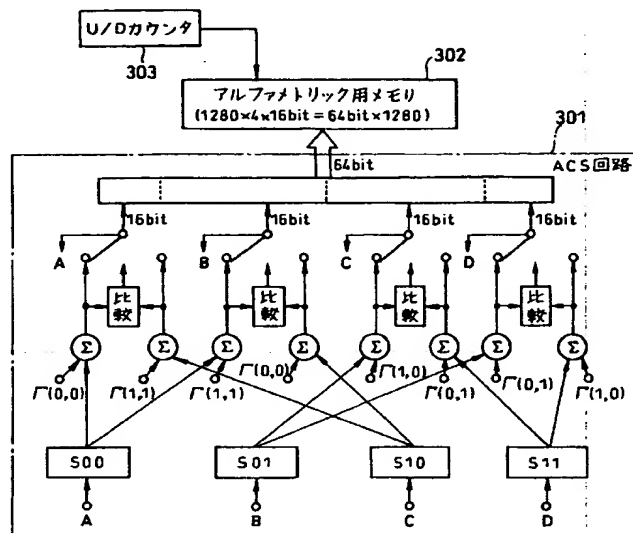 U/Dカウンタ
303
302
アルファメトリック用メモリ
(1280×4×16bit=64bit×1280)
301
64bit
ACS回路
16bit 16bit 16bit 16bit
A B C D
比較 比較 比較 比較
Σ Σ Σ Σ Σ Σ Σ Σ
Γ(0,0) Γ(1,1) Γ(1,1) Γ(0,0) Γ(1,0) Γ(0,1) Γ(0,1) Γ(1,0)
S00 S01 S10 S11
A B C D